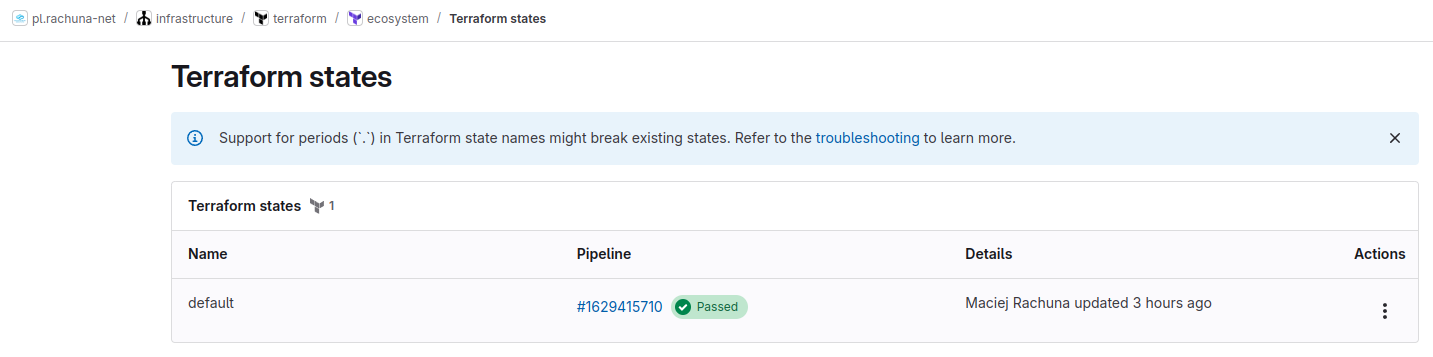 pl.rachuna-net / infrastructure / terraform / ecosystem / Terraform states
Terraform states
Support for periods (`.`) in Terraform state names might break existing states. Refer to the troubleshooting to learn more.
Terraform states 1
Name Pipeline Details Actions
default #1629415710 Passed Maciej Rachuna updated 3 hours ago